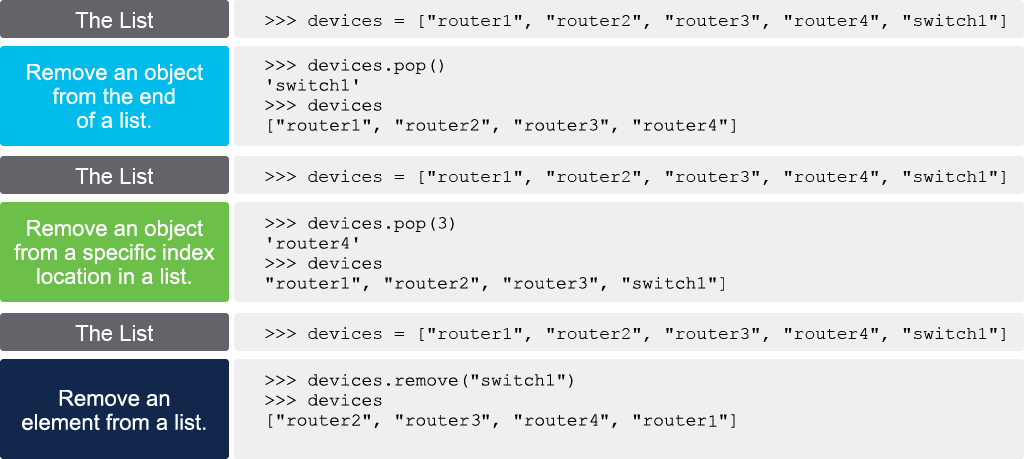 The List
>>> devices = ["router1", "router2", "router3", "router4", "switch1"]
Remove an object
from the end
of a list.
>>> devices.pop()
'switch1'
>>> devices
["router1", "router2", "router3", "router4"]
The List
>>> devices = ["router1", "router2", "router3", "router4", "switch1"]
Remove an object
from a specific index
location in a list.
>>> devices.pop(3)
'router4'
>>> devices
"router1", "router2", "router3", "switch1"]
The List
>>> devices = ["router1", "router2", "router3", "router4", "switch1"]
Remove an
element from a list.
>>> devices.remove("switch1")
>>> devices
["router2", "router3", "router4", "router1"]